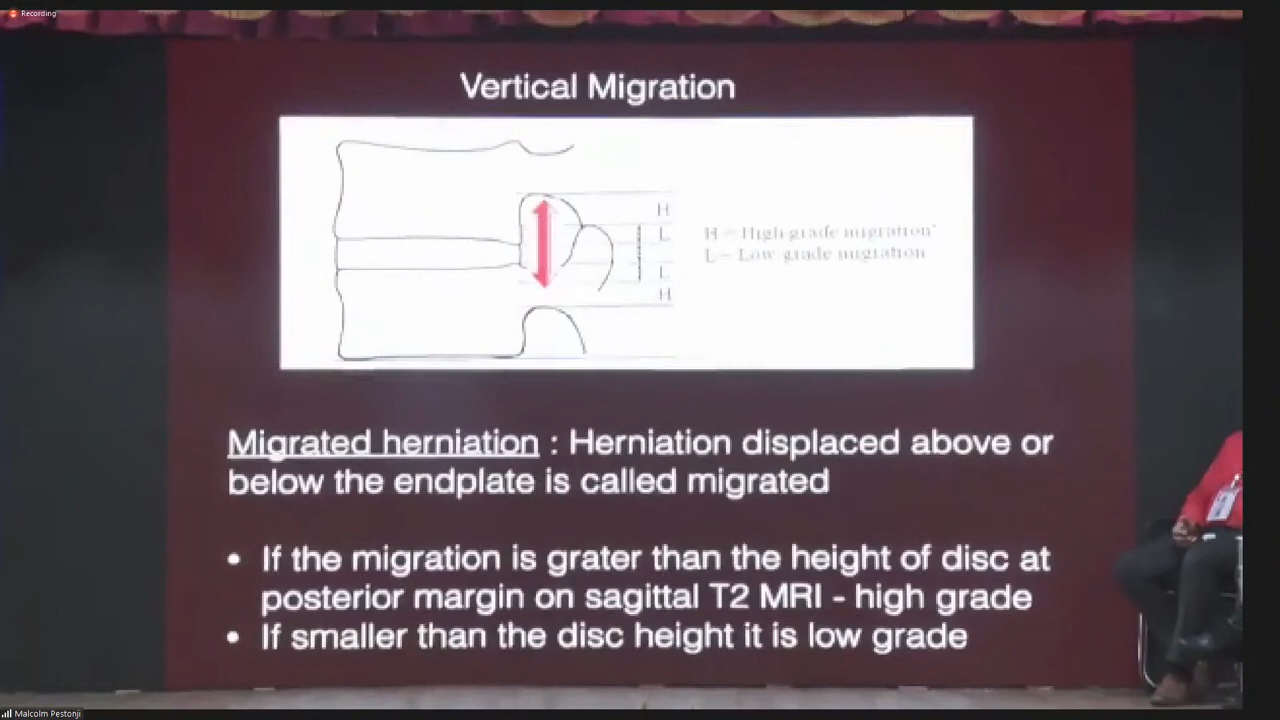 Recording
Vertical Migration
H
L
L
H
H = High grade migration
L = Low grade migration
Migrated herniation : Herniation displaced above or
below the endplate is called migrated
• If the migration is grater than the height of disc at
posterior margin on sagittal T2 MRI - high grade
• If smaller than the disc height it is low grade
Malcolm Pestonji